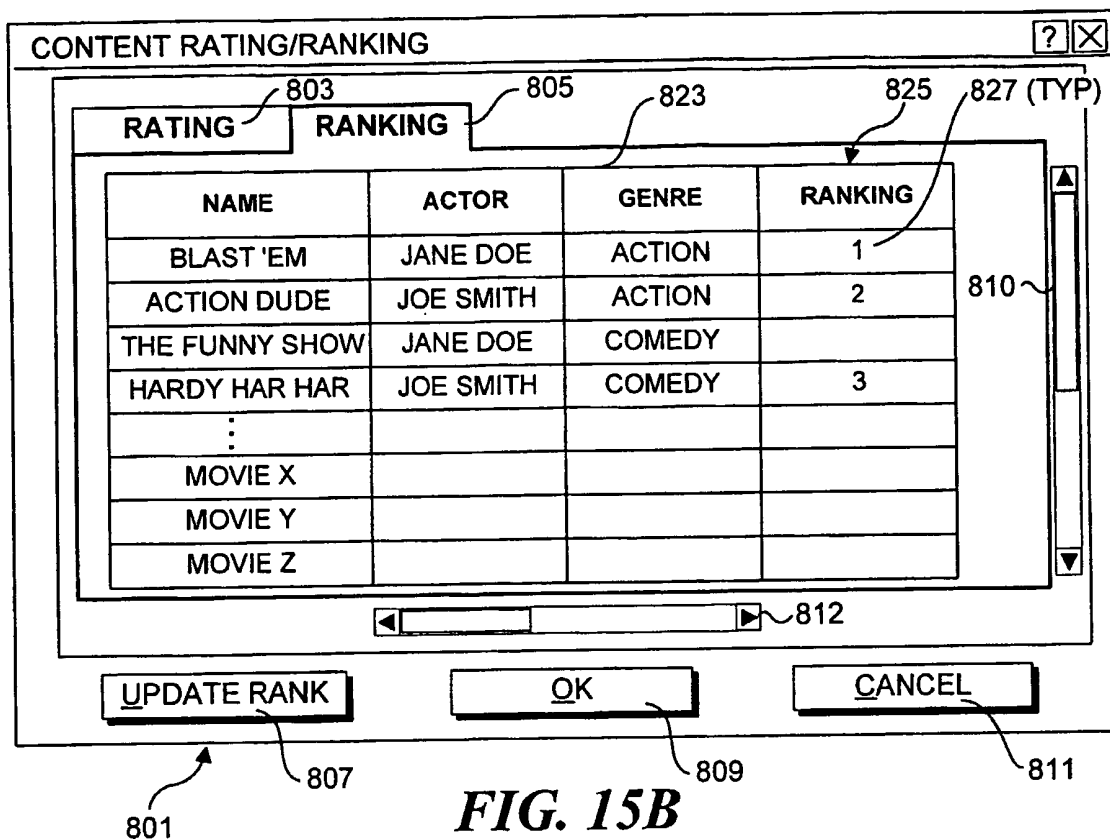 CONTENT RATING/RANKING ? X
803 805 823 825 827 (TYP)
RATING RANKING
NAME ACTOR GENRE RANKING
BLAST 'EM JANE DOE ACTION 1
ACTION DUDE JOE SMITH ACTION 2
810
THE FUNNY SHOW JANE DOE COMEDY
HARDY HAR HAR JOE SMITH COMEDY 3
⋮
MOVIE X
MOVIE Y
MOVIE Z
812
UPDATE RANK OK CANCEL
807 809 811
801
FIG. 15B